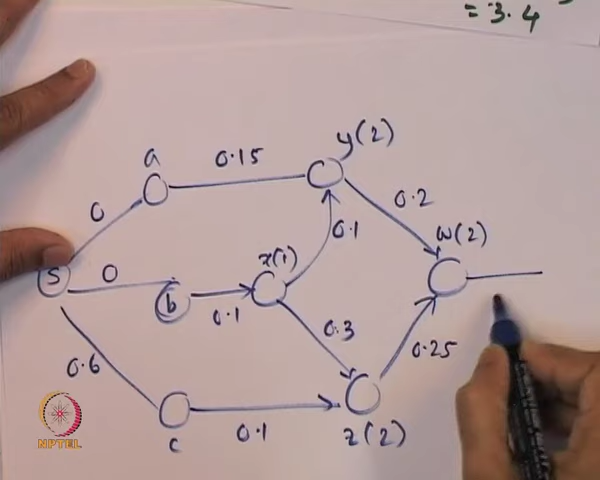 = 3.4
y(2)
a
0.15
0
0.2
w(2)
0.1
x(1)
s
0
b
0.1
0.3
0.25
0.6
c
0.1
z(2)
NPTEL